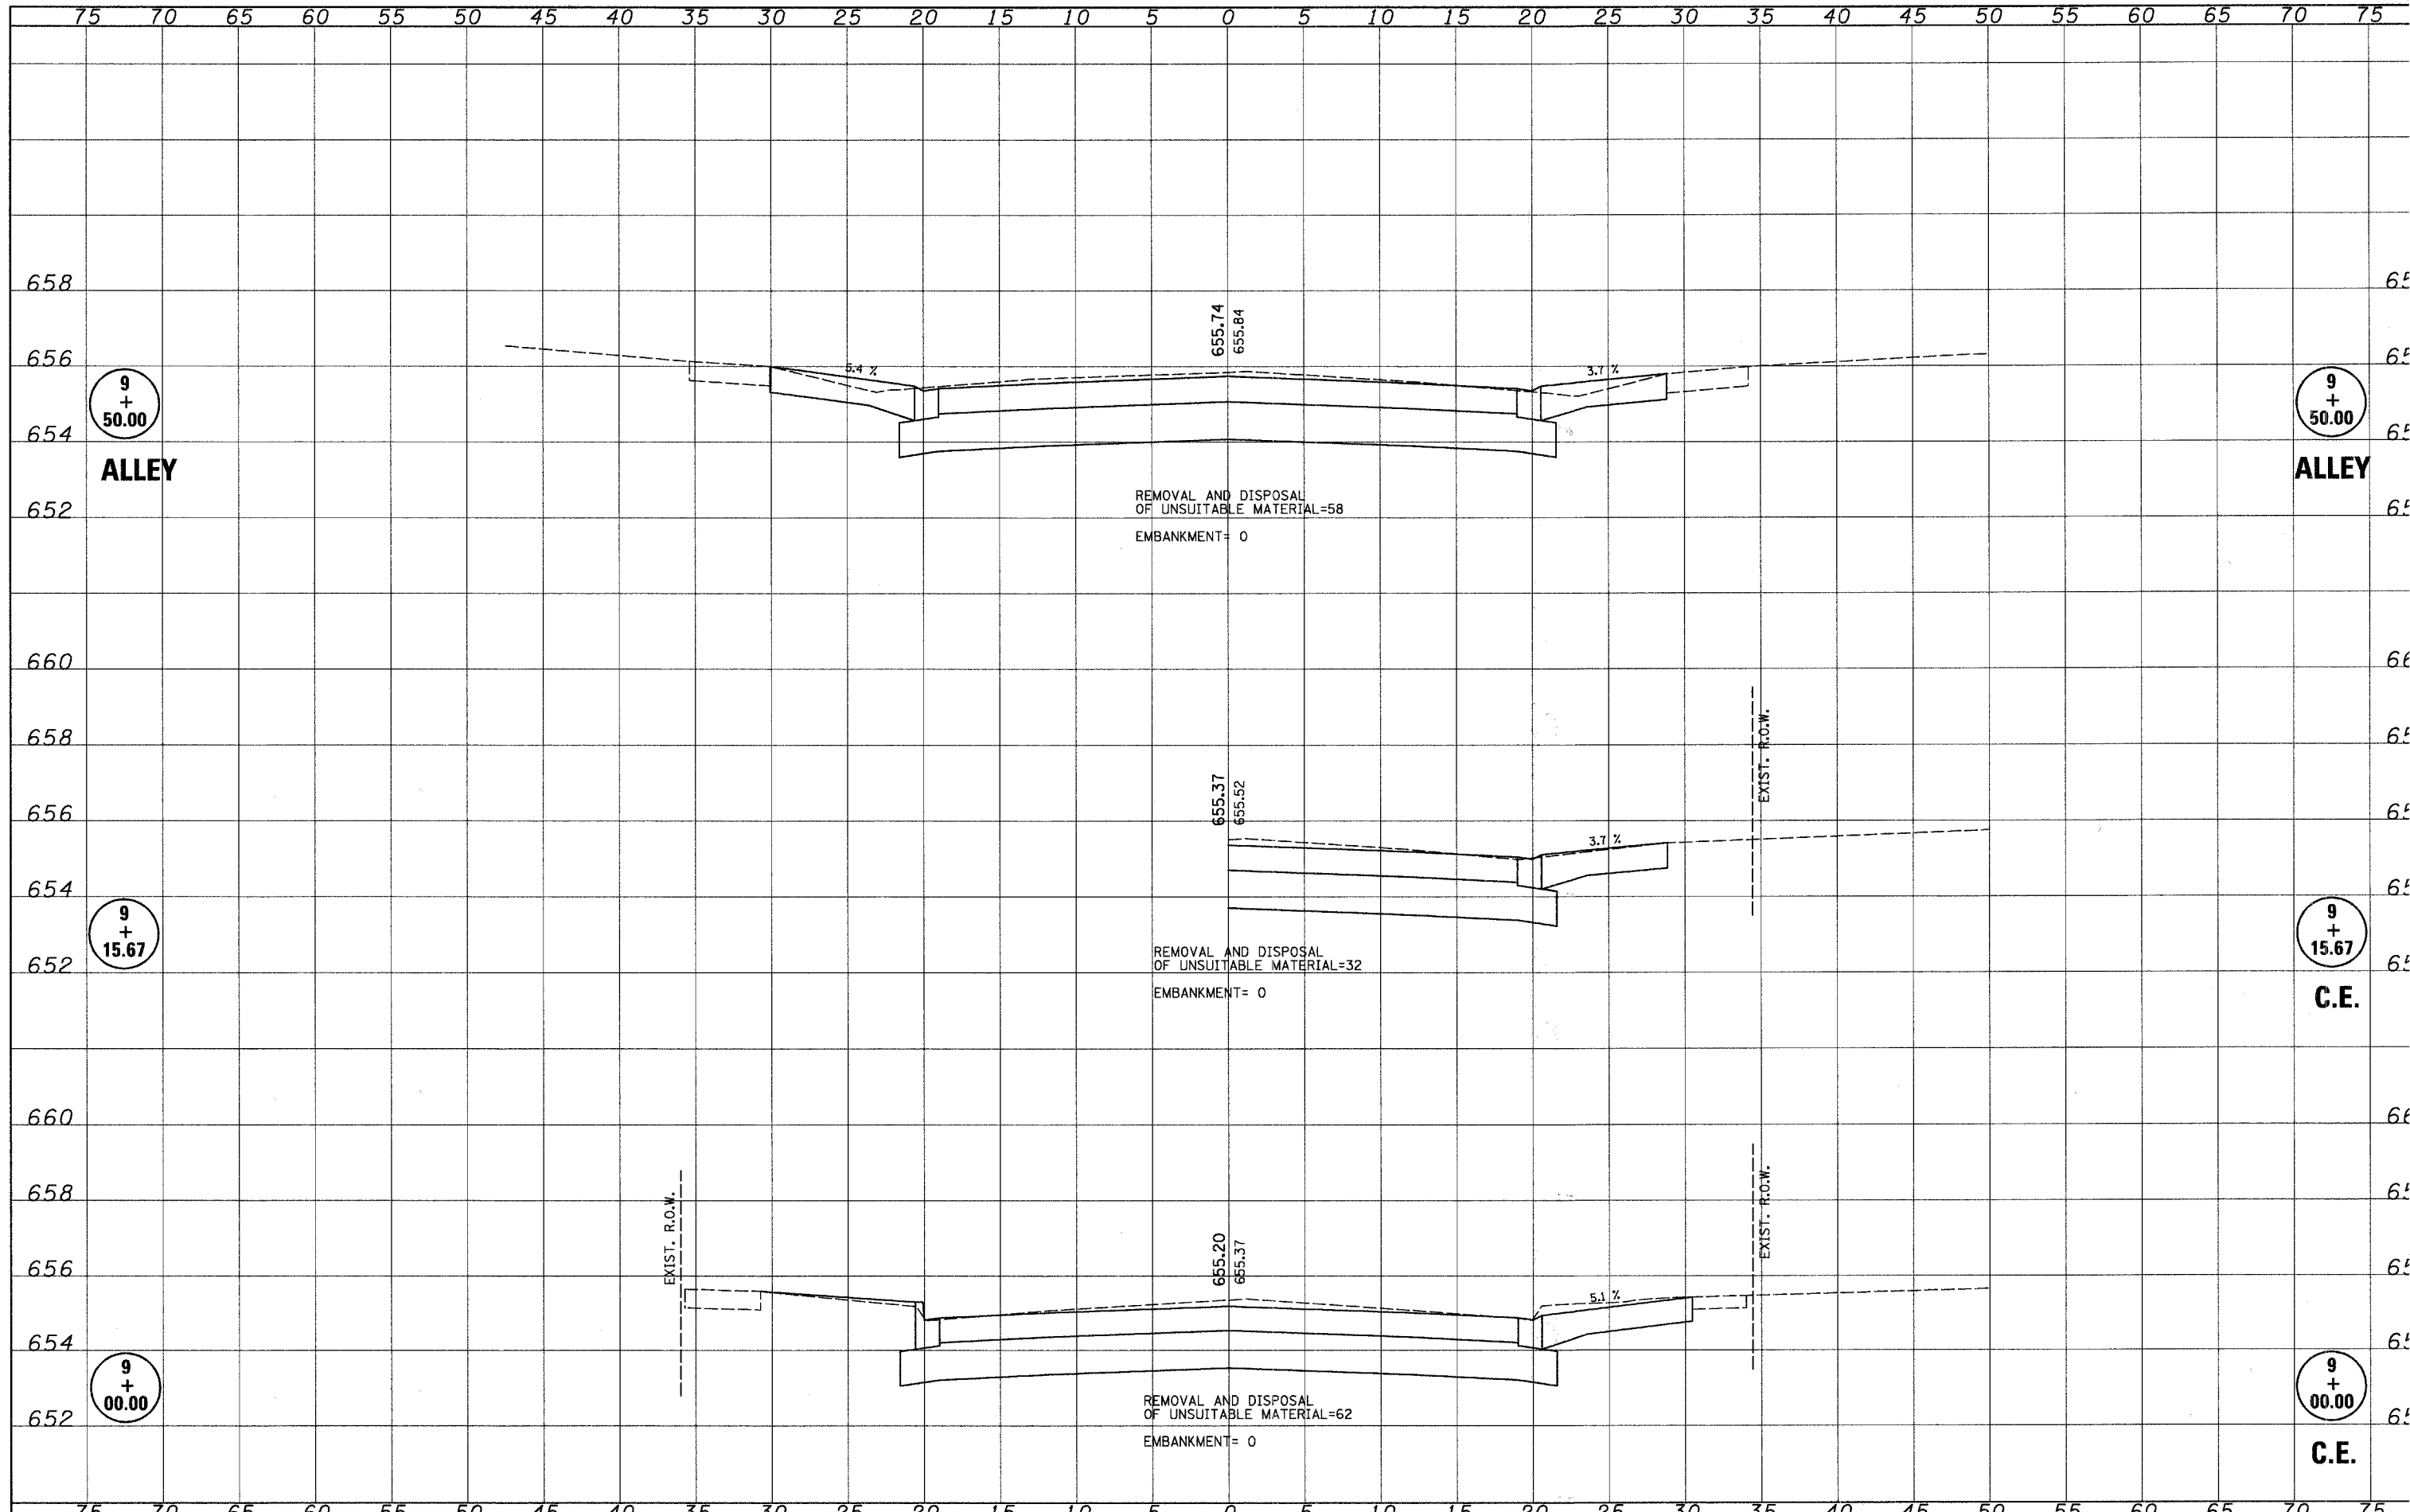 75 70 65 60 55 50 45 40 35 30 25 20 15 10 5 0 5 10 15 20 25 30 35 40 45 50 55 60 65 70 75
658
655.74
655.84
656
5.4 %
3.7 %
9
+
50.00
9
+
50.00
654
ALLEY
ALLEY
REMOVAL AND DISPOSAL
OF UNSUITABLE MATERIAL=58
652
EMBANKMENT= 0
660
658
EXIST. R.O.W.
655.37
655.52
656
3.7 %
654
9
+
15.67
9
+
15.67
REMOVAL AND DISPOSAL
OF UNSUITABLE MATERIAL=32
652
EMBANKMENT= 0
C.E.
660
658
EXIST. R.O.W.
EXIST. R.O.W.
655.20
655.37
656
5.1 %
654
9
+
00.00
9
+
00.00
REMOVAL AND DISPOSAL
OF UNSUITABLE MATERIAL=62
652
EMBANKMENT= 0
C.E.
75 70 65 60 55 50 45 40 35 30 25 20 15 10 5 0 5 10 15 20 25 30 35 40 45 50 55 60 65 70 75